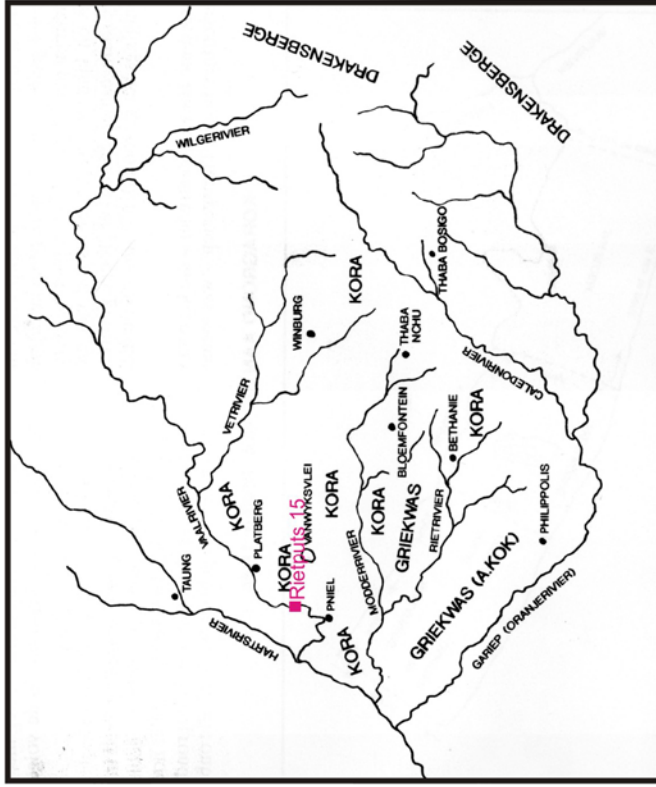 DRAKENSBERGE
DRAKENSBERGE
WILGERIVIER
THABA BOSIGO
KORA
WINBURG
THABA
NCHU
CALEDONRIVIER
VETRIVIER
BLOEMFONTEIN
BETHANIE
KORA
VAALRIVIER
KORA
PLATBERG
KORA
VANWYKSVLEI
Rietputs 15
KORA
KORA
GRIEKWAS
RIETRIVIER
PHILIPPOLIS
TAUNG
PNIEL
MODDERRIVIER
HARTSRIVIER
KORA
GRIEKWAS (A.KOK)
GARIEP (ORANJERIVIER)